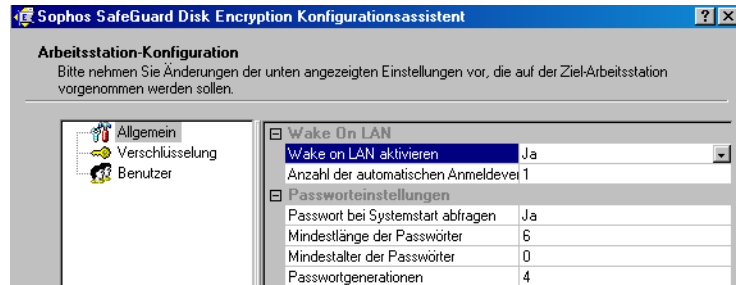 Sophos SafeGuard Disk Encryption Konfigurationsassistent
Arbeitsstation-Konfiguration
Bitte nehmen Sie Änderungen der unten angezeigten Einstellungen vor, die auf der Ziel-Arbeitsstation
vorgenommen werden sollen.
Allgemein
Verschlüsselung
Benutzer
Wake On LAN
Wake on LAN aktivieren Ja
Anzahl der automatischen Anmeldever 1
Passworteinstellungen
Passwort bei Systemstart abfragen Ja
Mindestlänge der Passwörter 6
Mindestalter der Passwörter 0
Passwortgenerationen 4